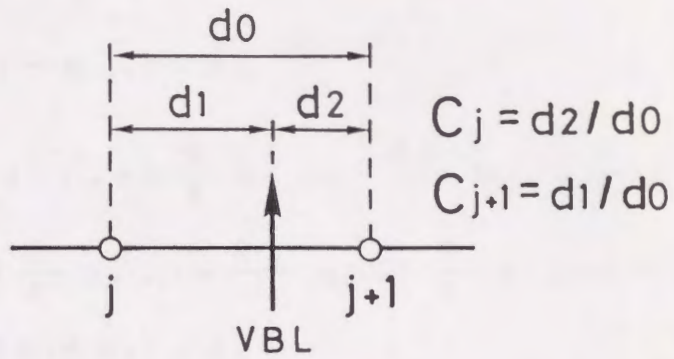 d0
d1 d2
Cj = d2/d0
Cj+1 = d1/d0
j j+1
VBL